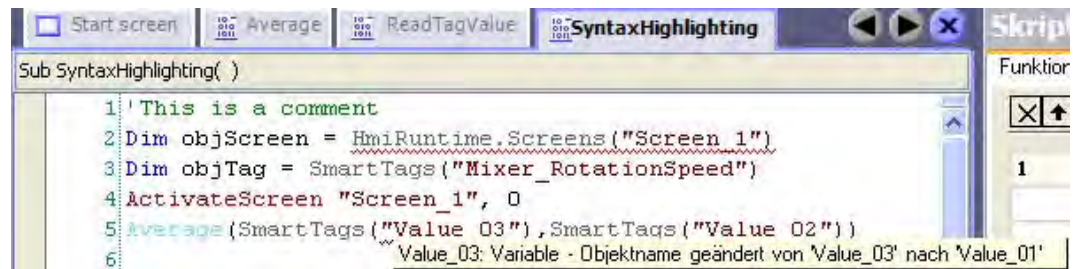 Start screen Average ReadTagValue SyntaxHighlighting
Skript
Sub SyntaxHighlighting( )
Funktion
1 'This is a comment
2 Dim objScreen = HmiRuntime.Screens("Screen_1")
3 Dim objTag = SmartTags("Mixer_RotationSpeed")
1
4 ActivateScreen "Screen_1", 0
5 Average(SmartTags("Value_03"),SmartTags("Value_02"))
6
Value_03: Variable - Objektname geändert von 'Value_03' nach 'Value_01'